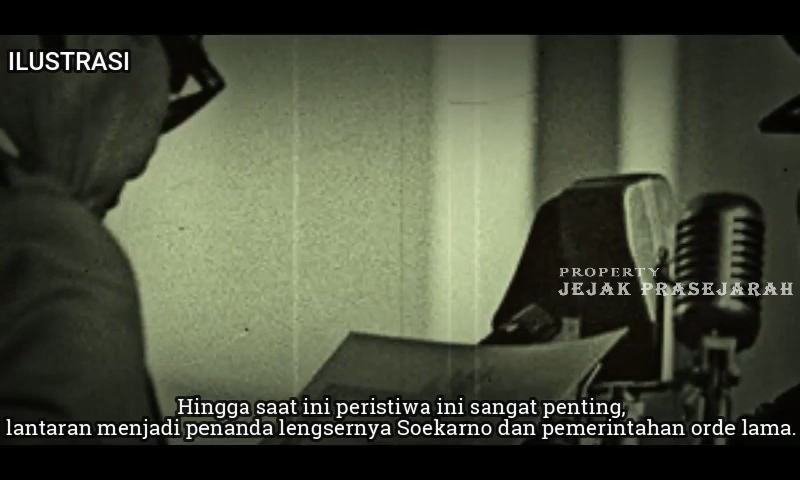 ILUSTRASI
PROPERTY
JEJAK PRASEJARAH
Hingga saat ini peristiwa ini sangat penting,
lantaran menjadi penanda lengsernya Soekarno dan pemerintahan orde lama.